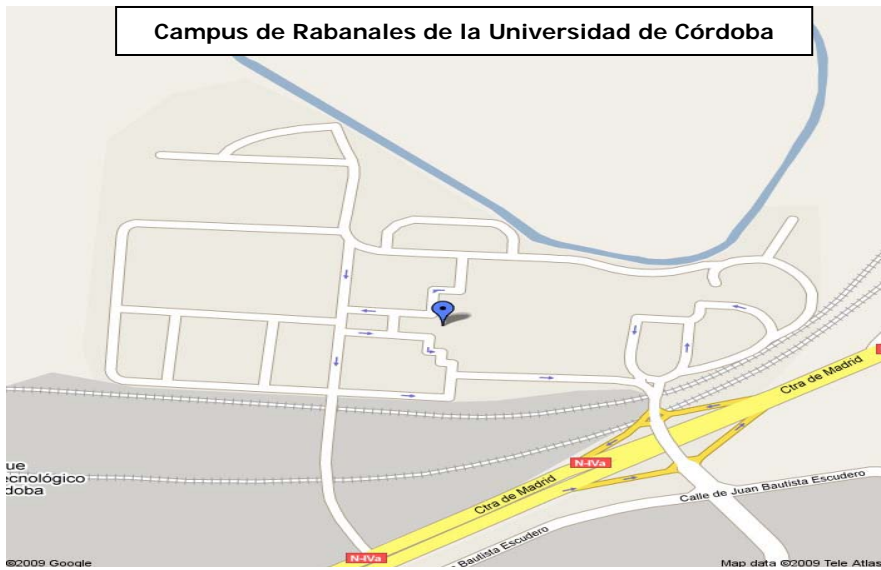 Campus de Rabanales de la Universidad de Córdoba
Ctra de Madrid
N-IVa
Ctra de Madrid
Calle de Juan Bautista Escudero
Bautista Escudero
N-IVa
ecnológico
doba
©2009 Google
Map data ©2009 Tele Atlas